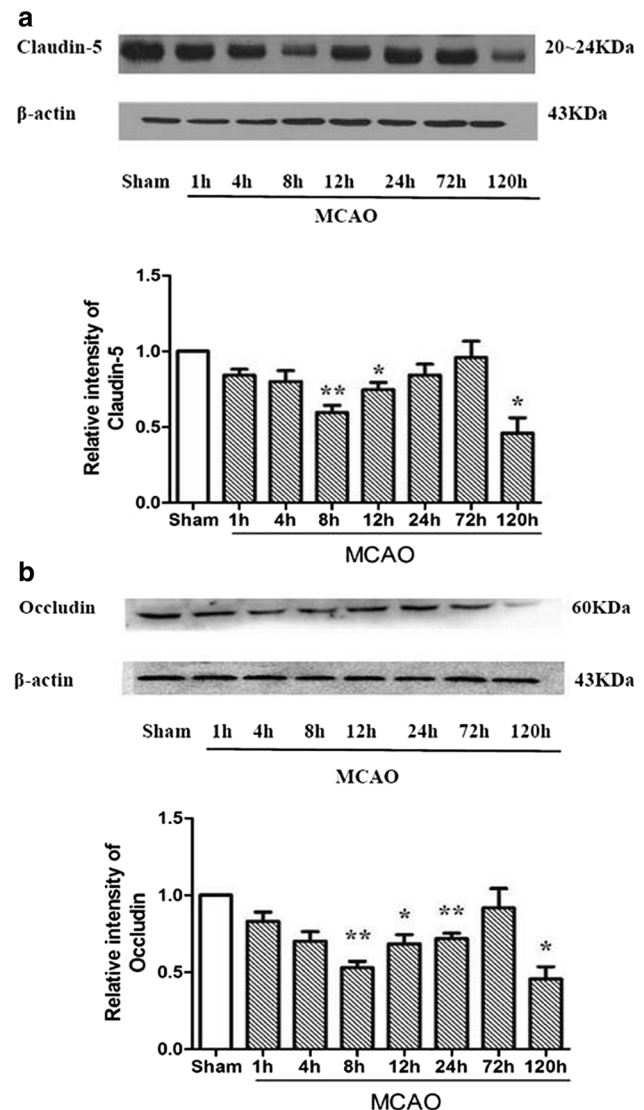 a
Claudin-5 20~24KDa
β-actin 43KDa
Sham 1h 4h 8h 12h 24h 72h 120h
MCAO
Relative intensity of
Claudin-5
1.5
1.0
0.5
0.0
** * *
Sham 1h 4h 8h 12h 24h 72h 120h
MCAO
b
Occludin 60KDa
β-actin 43KDa
Sham 1h 4h 8h 12h 24h 72h 120h
MCAO
Relative intensity of
Occludin
1.5
1.0
0.5
0.0
** * ** *
Sham 1h 4h 8h 12h 24h 72h 120h
MCAO